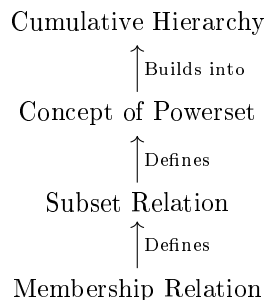 Cumulative Hierarchy
Builds into
Concept of Powerset
Defines
Subset Relation
Defines
Membership Relation